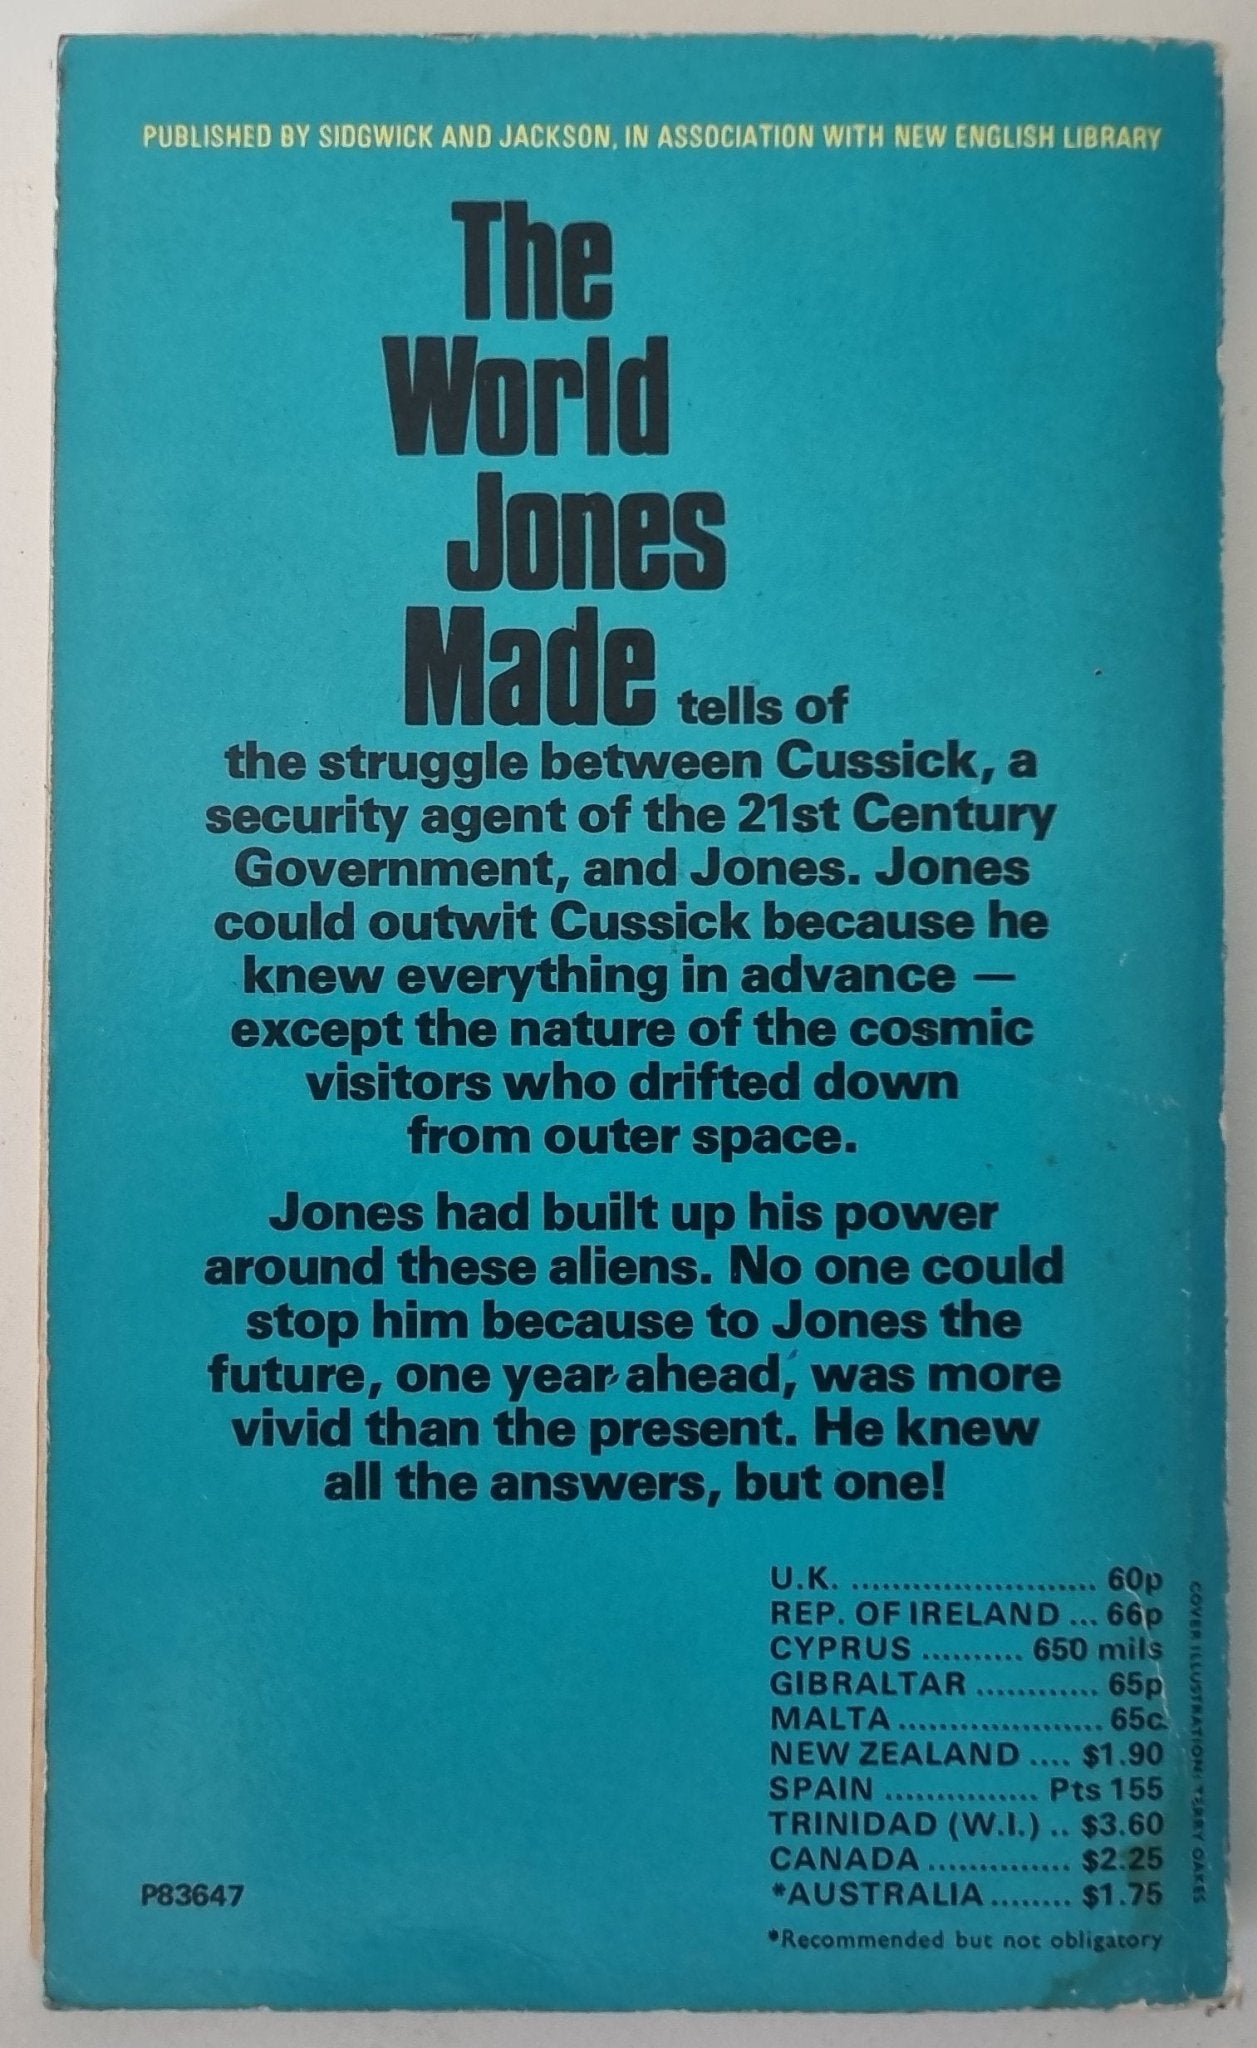 PUBLISHED BY SIDGWICK AND JACKSON, IN ASSOCIATION WITH NEW ENGLISH LIBRARY
The
World
Jones
Made tells of
the struggle between Cussick, a
security agent of the 21st Century
Government, and Jones. Jones
could outwit Cussick because he
knew everything in advance —
except the nature of the cosmic
visitors who drifted down
from outer space.
Jones had built up his power
around these aliens. No one could
stop him because to Jones the
future, one year ahead, was more
vivid than the present. He knew
all the answers, but one!
U.K. ........................ 60p
REP. OF IRELAND ... 66p
CYPRUS .......... 650 mils
GIBRALTAR ............ 65p
MALTA .................... 65c
NEW ZEALAND .... $1.90
SPAIN ............... Pts 155
TRINIDAD (W.I.) .. $3.60
CANADA .............. $2.25
*AUSTRALIA ........ $1.75
*Recommended but not obligatory
P83647
COVER ILLUSTRATION: TERRY OAKES